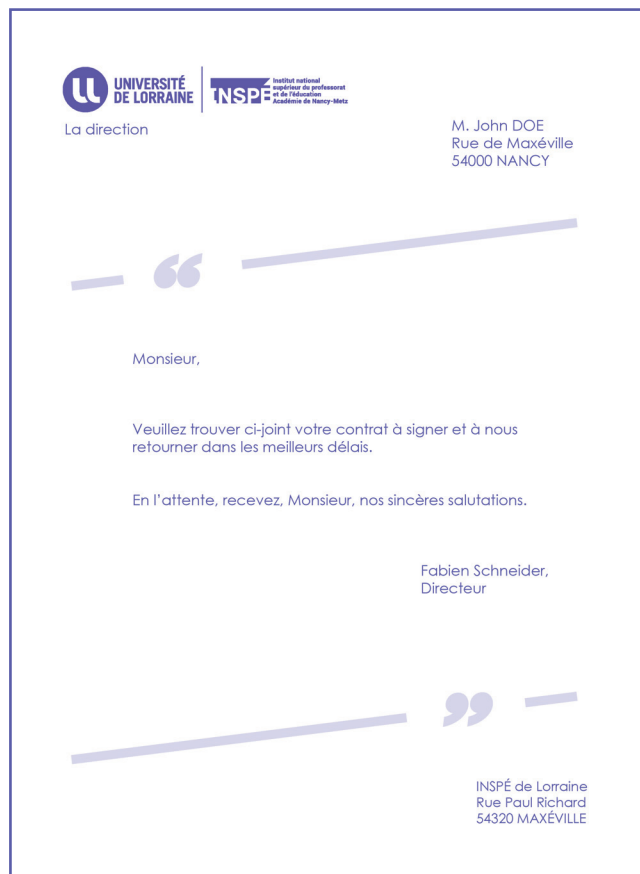 UNIVERSITÉ
DE LORRAINE
INSPÉ
Institut national
supérieur du professorat
et de l'éducation
Académie de Nancy-Metz
La direction
M. John DOE
Rue de Maxéville
54000 NANCY
“
Monsieur,
Veuillez trouver ci-joint votre contrat à signer et à nous
retourner dans les meilleurs délais.
En l'attente, recevez, Monsieur, nos sincères salutations.
Fabien Schneider,
Directeur
”
INSPÉ de Lorraine
Rue Paul Richard
54320 MAXÉVILLE